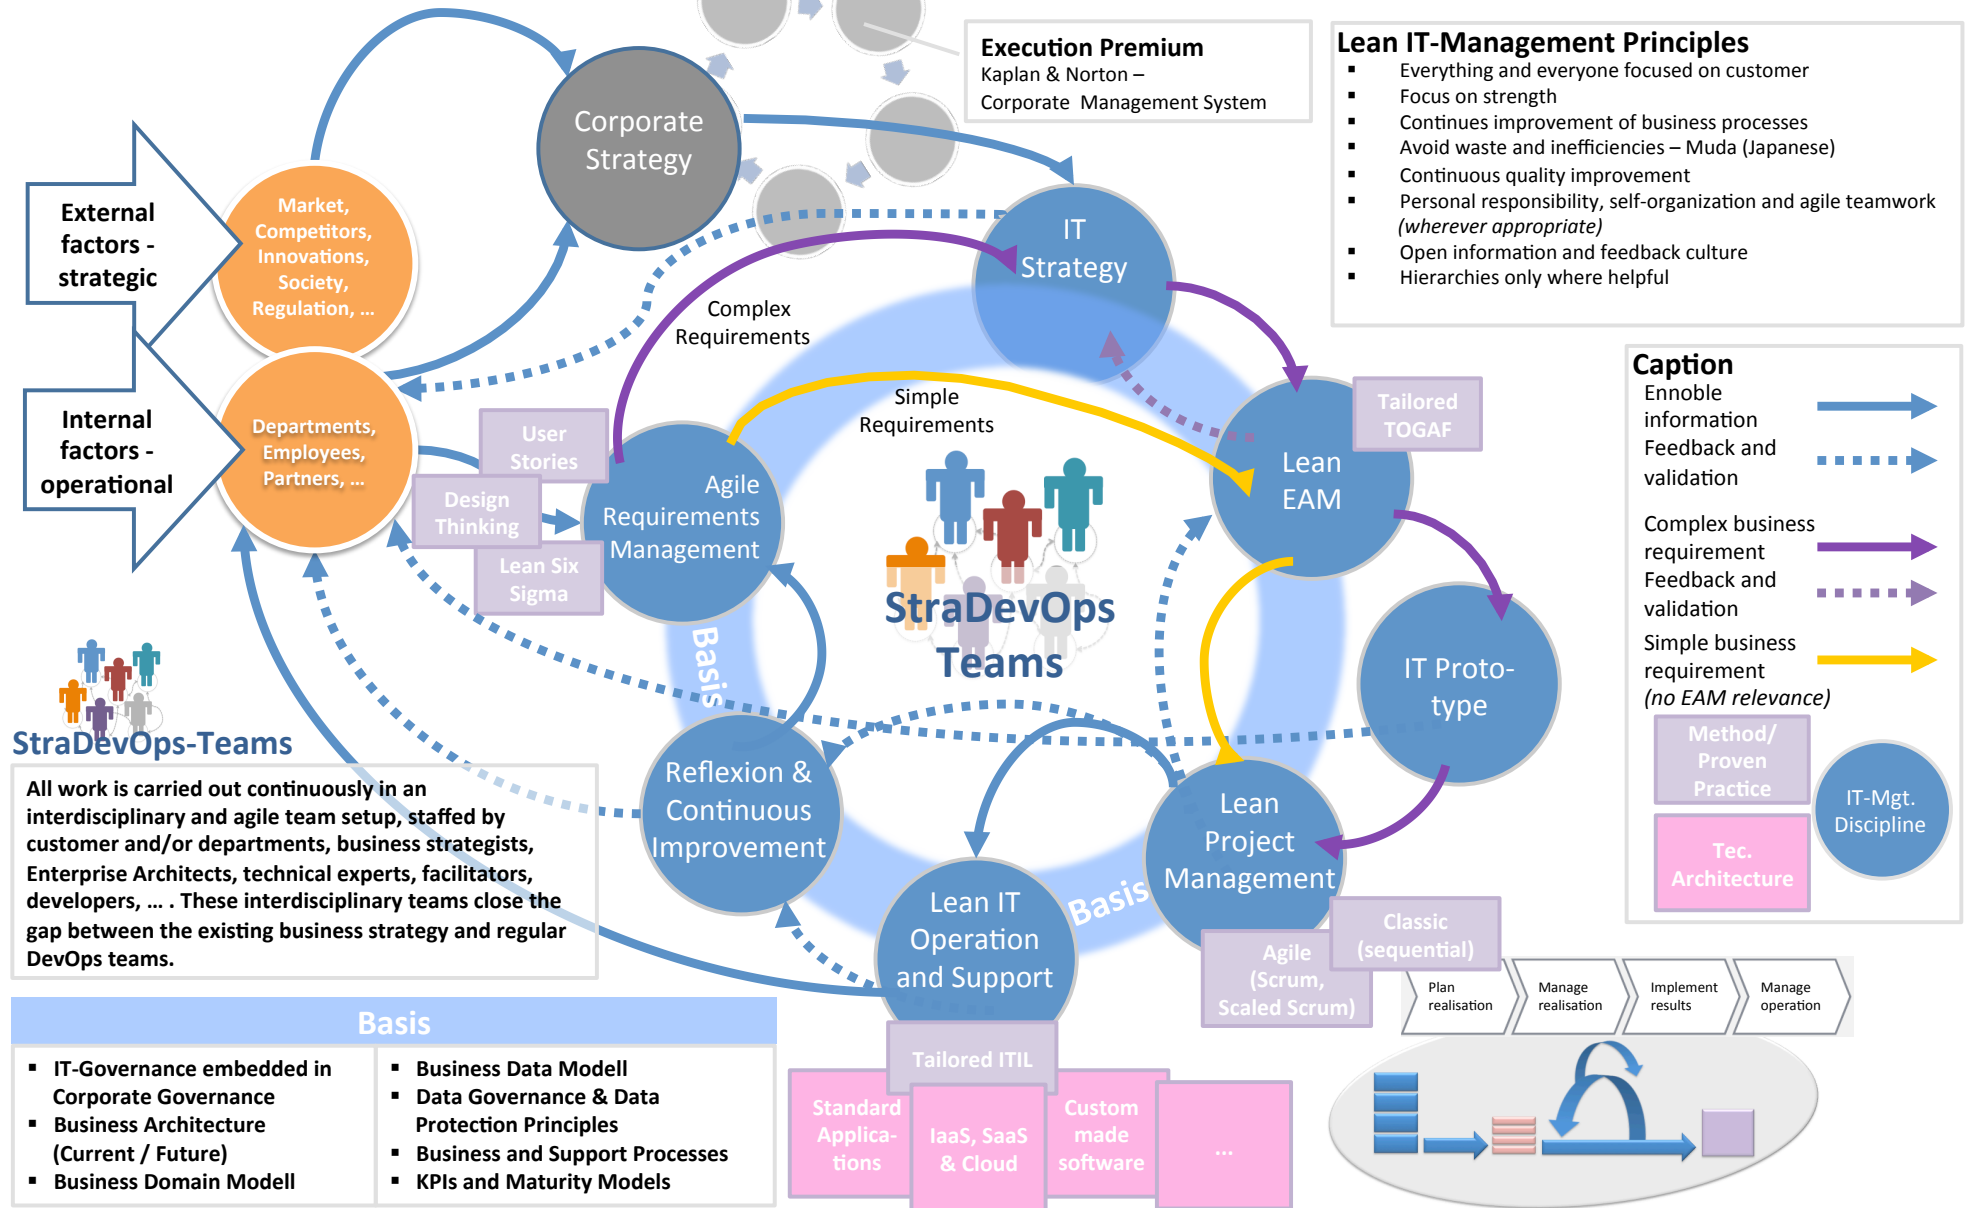 Execution Premium
Kaplan & Norton –
Corporate Management System
Lean IT-Management Principles
▪ Everything and everyone focused on customer
▪ Focus on strength
▪ Continues improvement of business processes
▪ Avoid waste and inefficiencies – Muda (Japanese)
▪ Continuous quality improvement
▪ Personal responsibility, self-organization and agile teamwork
(wherever appropriate)
▪ Open information and feedback culture
▪ Hierarchies only where helpful
Corporate
Strategy
External
factors -
strategic
Market,
Competitors,
Innovations,
Society,
Regulation, ...
IT
Strategy
Complex
Requirements
Internal
factors -
operational
Departments,
Employees,
Partners, ...
User
Stories
Design
Thinking
Lean Six
Sigma
Agile
Requirements
Management
Simple
Requirements
Tailored
TOGAF
Lean
EAM
StraDevOps
Teams
IT Proto-
type
Basis
Reflexion &
Continuous
Improvement
Lean
Project
Management
Basis
Lean IT
Operation
and Support
Classic
(sequential)
Agile
(Scrum,
Scaled Scrum)
Tailored ITIL
Standard
Applica-
tions
IaaS, SaaS
& Cloud
Custom
made
software
...
Caption
Ennoble
information
Feedback and
validation
Complex business
requirement
Feedback and
validation
Simple business
requirement
(no EAM relevance)
Method/
Proven
Practice
IT-Mgt.
Discipline
Tec.
Architecture
Plan
realisation
Manage
realisation
Implement
results
Manage
operation
StraDevOps-Teams
All work is carried out continuously in an
interdisciplinary and agile team setup, staffed by
customer and/or departments, business strategists,
Enterprise Architects, technical experts, facilitators,
developers, ... . These interdisciplinary teams close the
gap between the existing business strategy and regular
DevOps teams.
Basis
▪ IT-Governance embedded in
Corporate Governance
▪ Business Architecture
(Current / Future)
▪ Business Domain Modell
▪ Business Data Modell
▪ Data Governance & Data
Protection Principles
▪ Business and Support Processes
▪ KPIs and Maturity Models